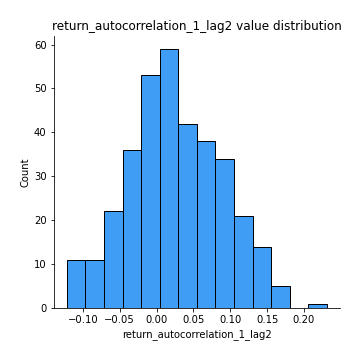 return_autocorrelation_1_lag2 value distribution
60
50
40
30
20
10
0
Count
−0.10 −0.05 0.00 0.05 0.10 0.15 0.20
return_autocorrelation_1_lag2